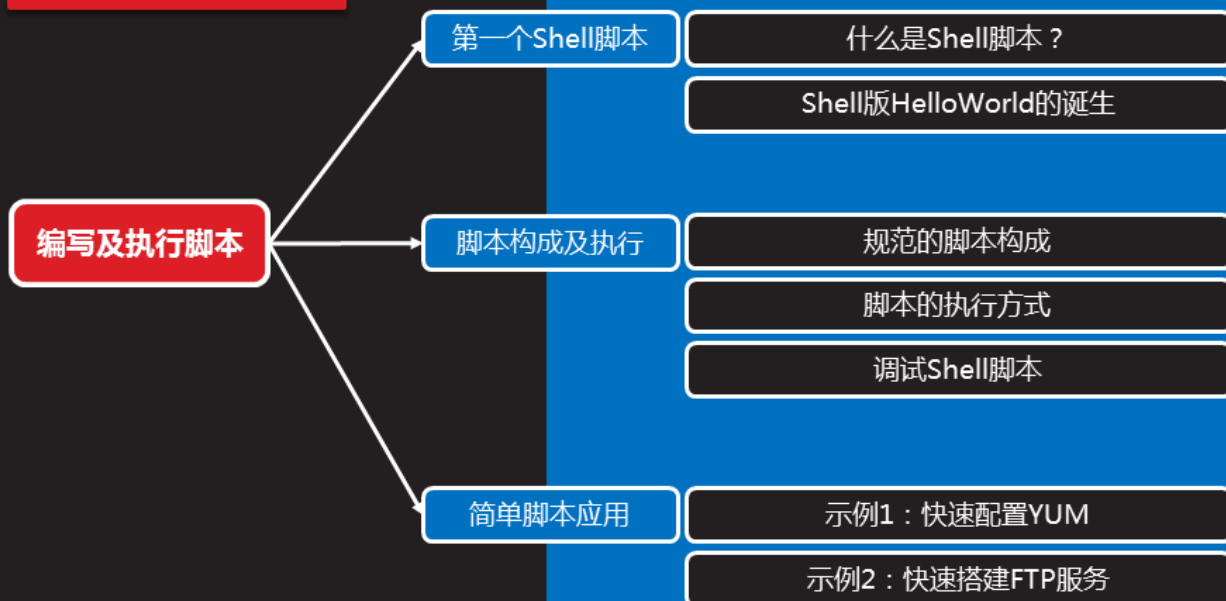 第一个Shell脚本
什么是Shell脚本？
Shell版HelloWorld的诞生
编写及执行脚本
脚本构成及执行
规范的脚本构成
脚本的执行方式
调试Shell脚本
简单脚本应用
示例1：快速配置YUM
示例2：快速搭建FTP服务